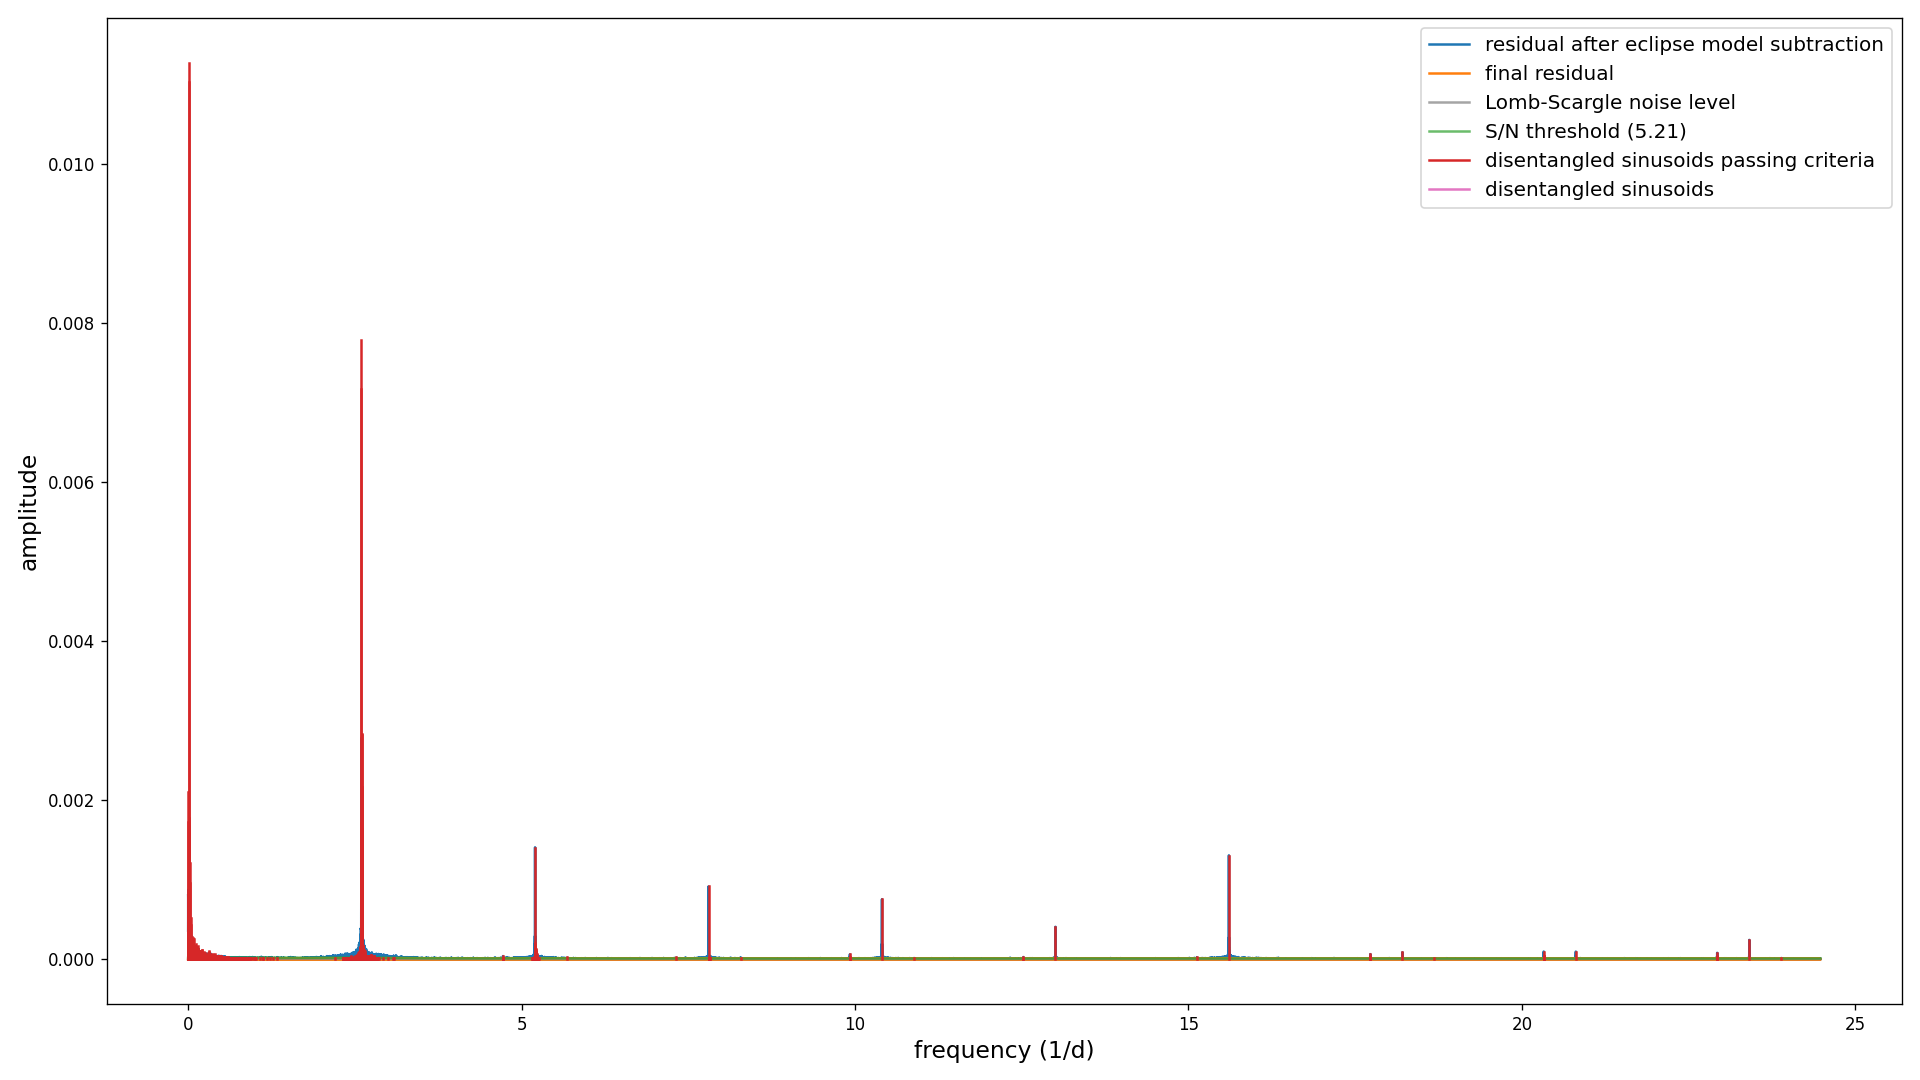 residual after eclipse model subtraction
final residual
Lomb-Scargle noise level
S/N threshold (5.21)
disentangled sinusoids passing criteria
disentangled sinusoids
0.010
0.008
0.006
0.004
0.002
0.000
amplitude
0 5 10 15 20 25
frequency (1/d)